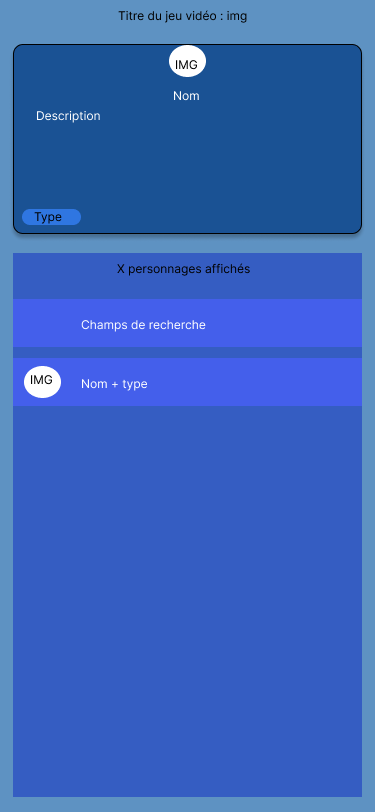 Titre du jeu vidéo : img
IMG
Nom
Description
Type
X personnages affichés
Champs de recherche
IMG
Nom + type